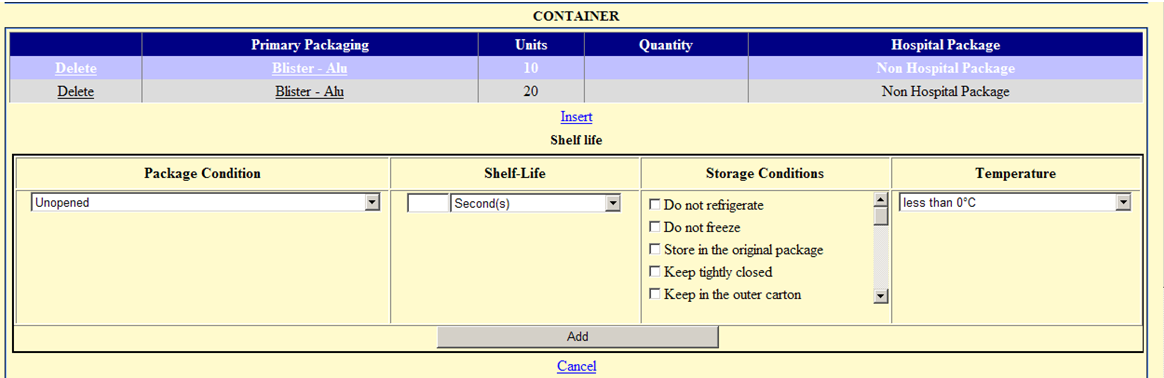 CONTAINER
Primary Packaging Units Quantity Hospital Package
Delete Blister - Alu 10 Non Hospital Package
Delete Blister - Alu 20 Non Hospital Package
Insert
Shelf life
Package Condition Shelf-Life Storage Conditions Temperature
Unopened Second(s) Do not refrigerate less than 0°C
Do not freeze
Store in the original package
Keep tightly closed
Keep in the outer carton
Add
Cancel